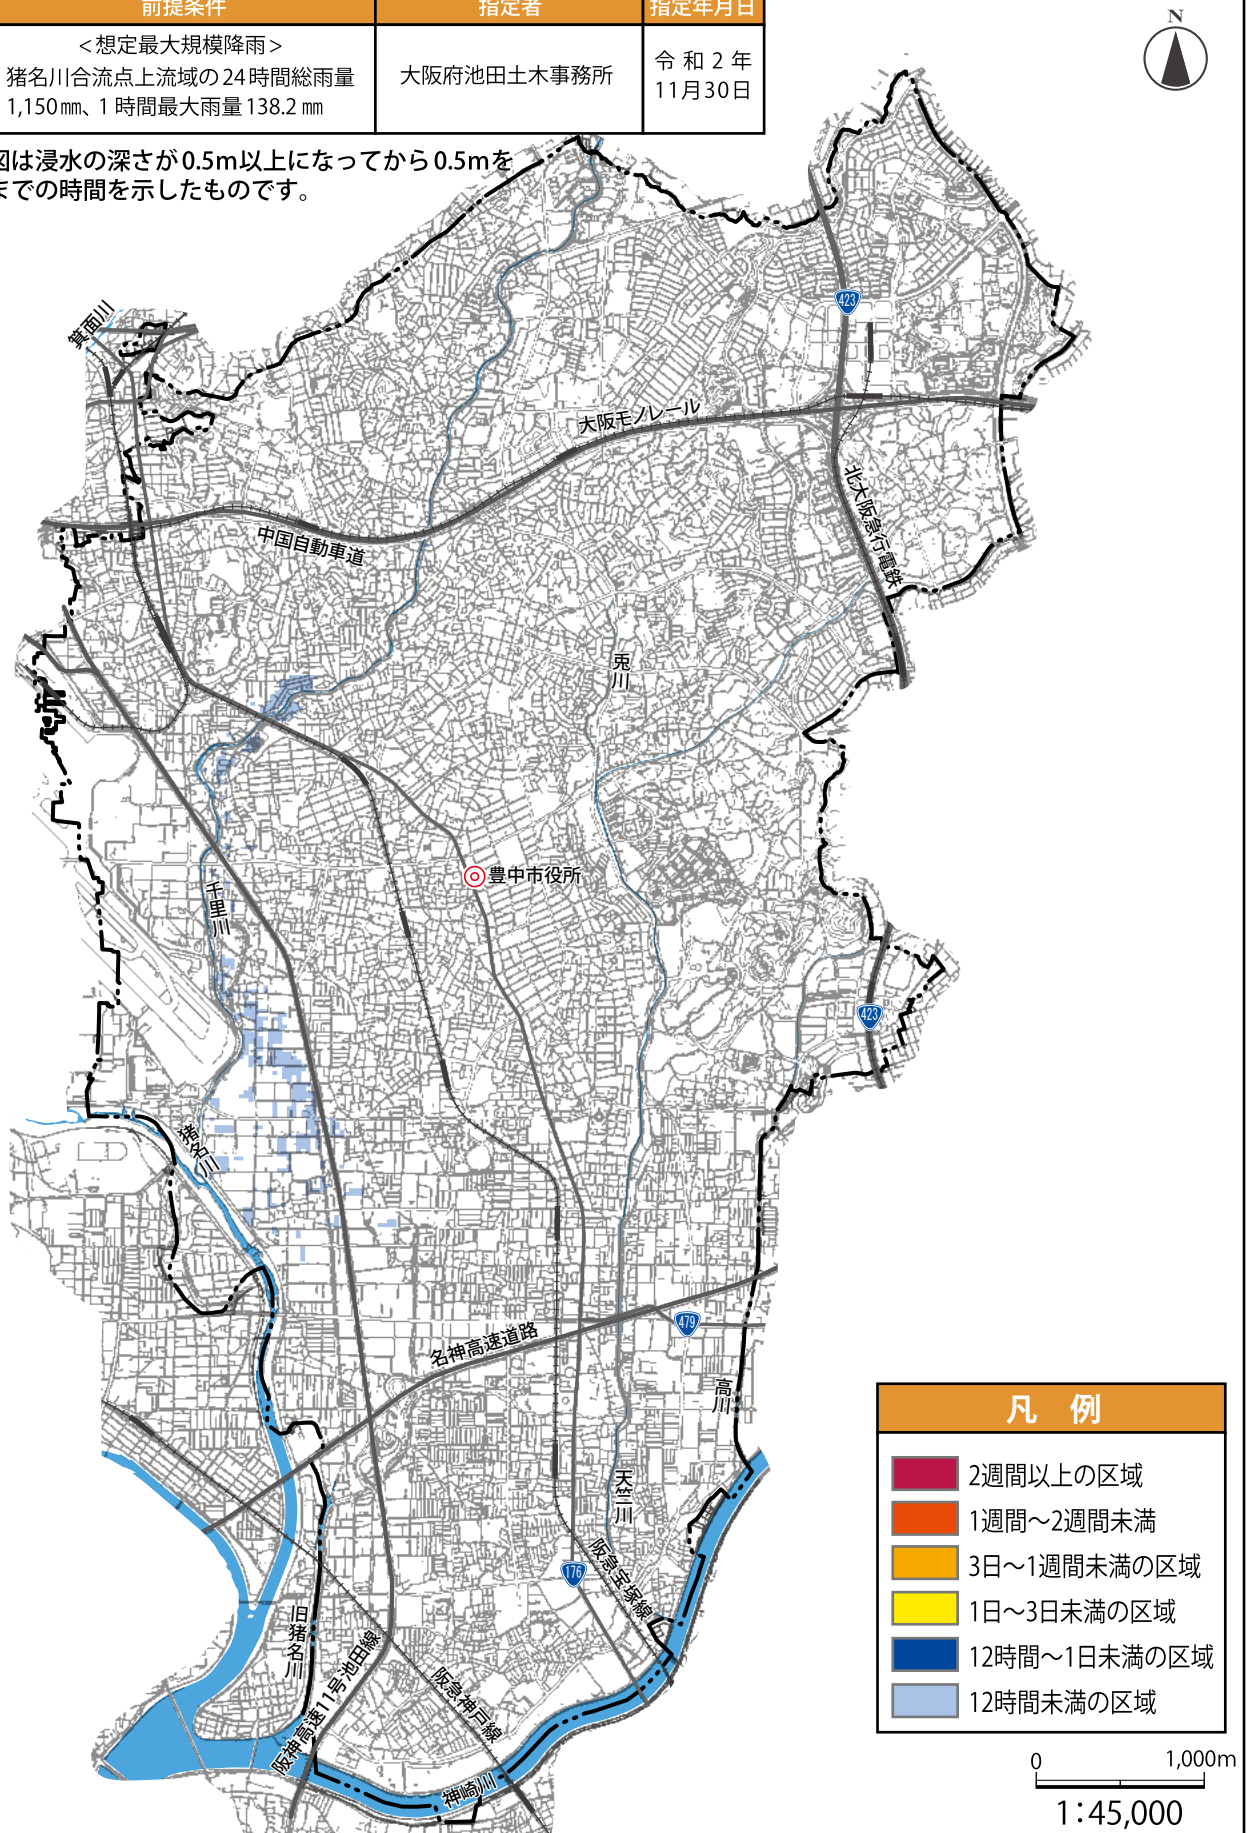 前提条件
指定者
指定年月日
＜想定最大規模降雨＞
猪名川合流点上流域の24時間総雨量
1,150㎜、1時間最大雨量138.2㎜
大阪府池田土木事務所
令和2年
11月30日
図は浸水の深さが0.5m以上になってから0.5mを
までの時間を示したものです。
N
箕面川
423
大阪モノレール
中国自動車道
北大阪急行電鉄
兎川
豊中市役所
千里川
423
猪名川
479
名神高速道路
高川
天竺川
176
阪急宝塚線
旧猪名川
阪神高速11号池田線
阪急神戸線
神崎川
凡 例
2週間以上の区域
1週間〜2週間未満
3日〜1週間未満の区域
1日〜3日未満の区域
12時間〜1日未満の区域
12時間未満の区域
0 1,000m
1：45,000